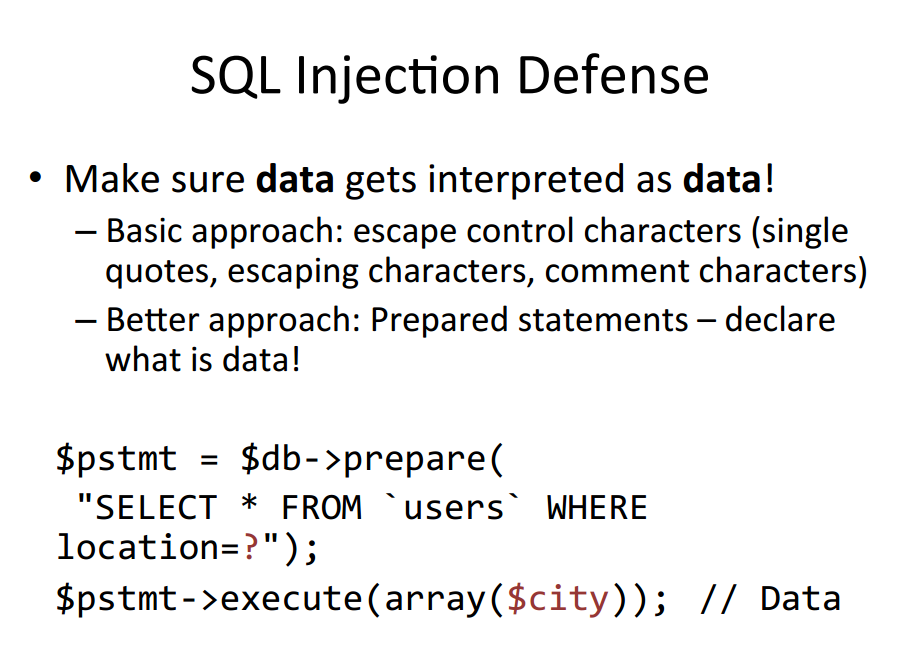 SQL Injection Defense
• Make sure data gets interpreted as data!
– Basic approach: escape control characters (single
quotes, escaping characters, comment characters)
– Better approach: Prepared statements – declare
what is data!
$pstmt = $db->prepare(
"SELECT * FROM `users` WHERE
location=?");
$pstmt->execute(array($city)); // Data